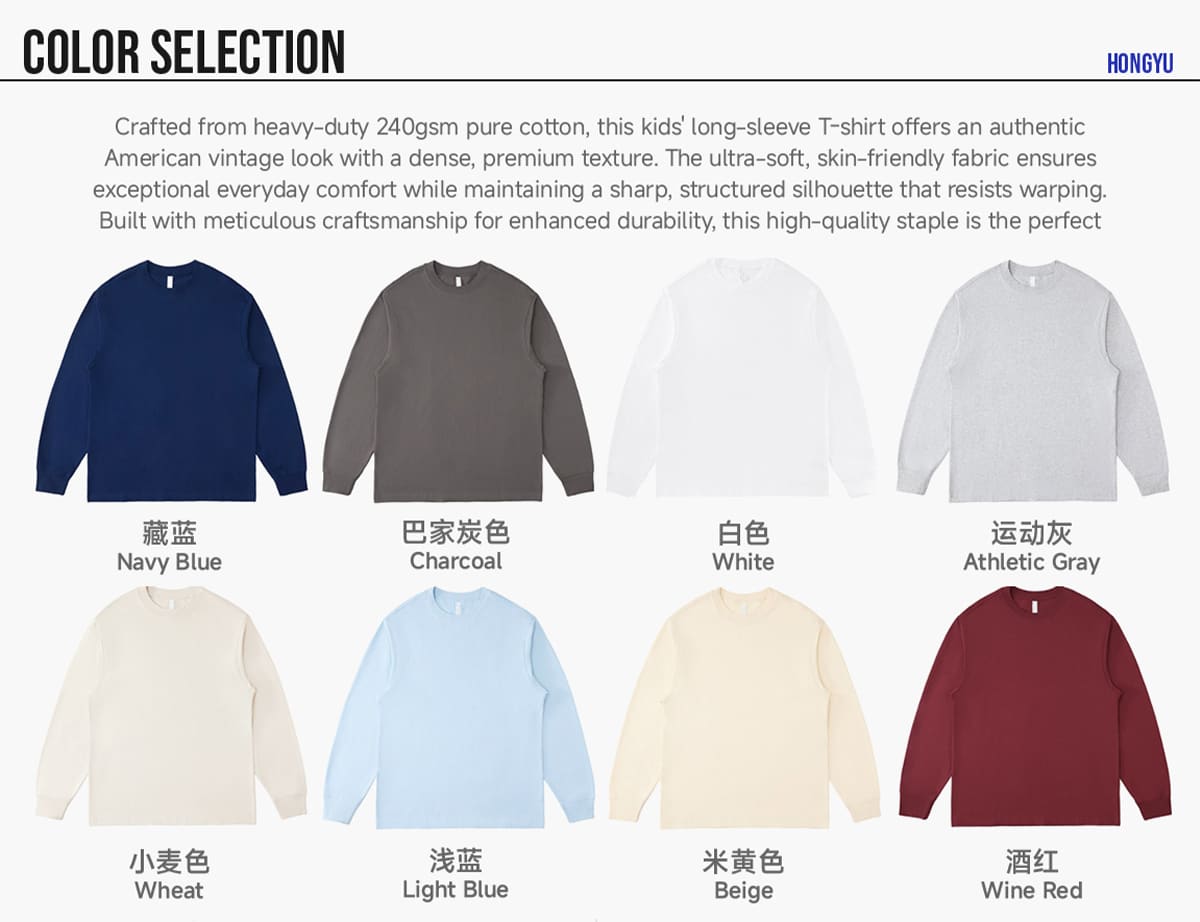 COLOR SELECTION
HONGYU
Crafted from heavy-duty 240gsm pure cotton, this kids' long-sleeve T-shirt offers an authentic
American vintage look with a dense, premium texture. The ultra-soft, skin-friendly fabric ensures
exceptional everyday comfort while maintaining a sharp, structured silhouette that resists warping.
Built with meticulous craftsmanship for enhanced durability, this high-quality staple is the perfect
藏蓝
Navy Blue
巴家炭色
Charcoal
白色
White
运动灰
Athletic Gray
小麦色
Wheat
浅蓝
Light Blue
米黄色
Beige
酒红
Wine Red